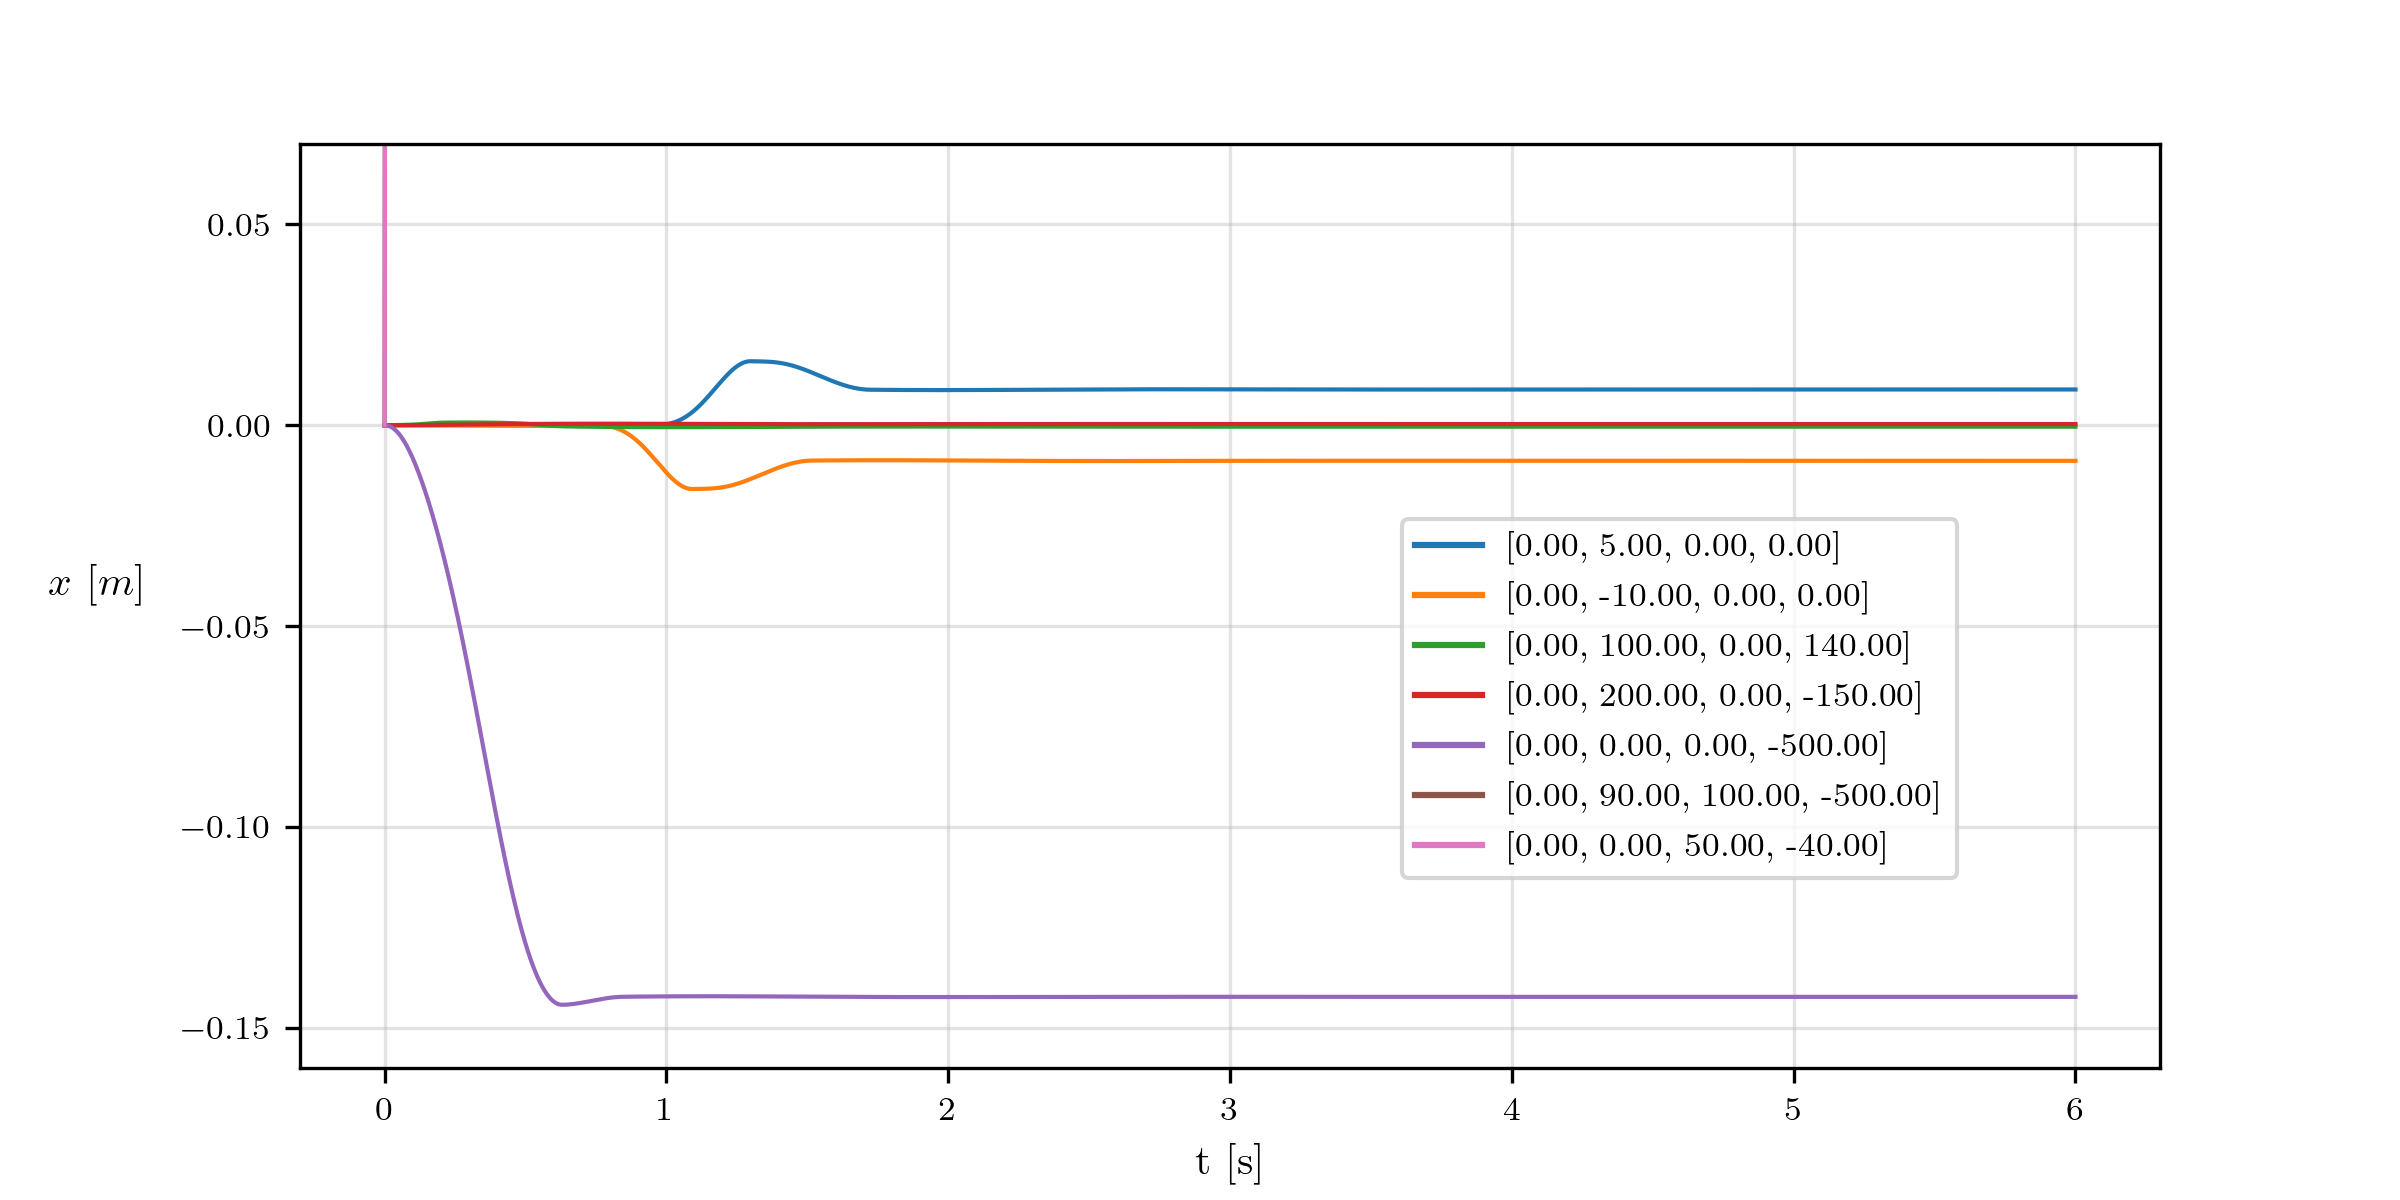 0.05
0.00
−0.05
−0.10
−0.15
x [m]
0 1 2 3 4 5 6
t [s]
[0.00, 5.00, 0.00, 0.00]
[0.00, -10.00, 0.00, 0.00]
[0.00, 100.00, 0.00, 140.00]
[0.00, 200.00, 0.00, -150.00]
[0.00, 0.00, 0.00, -500.00]
[0.00, 90.00, 100.00, -500.00]
[0.00, 0.00, 50.00, -40.00]